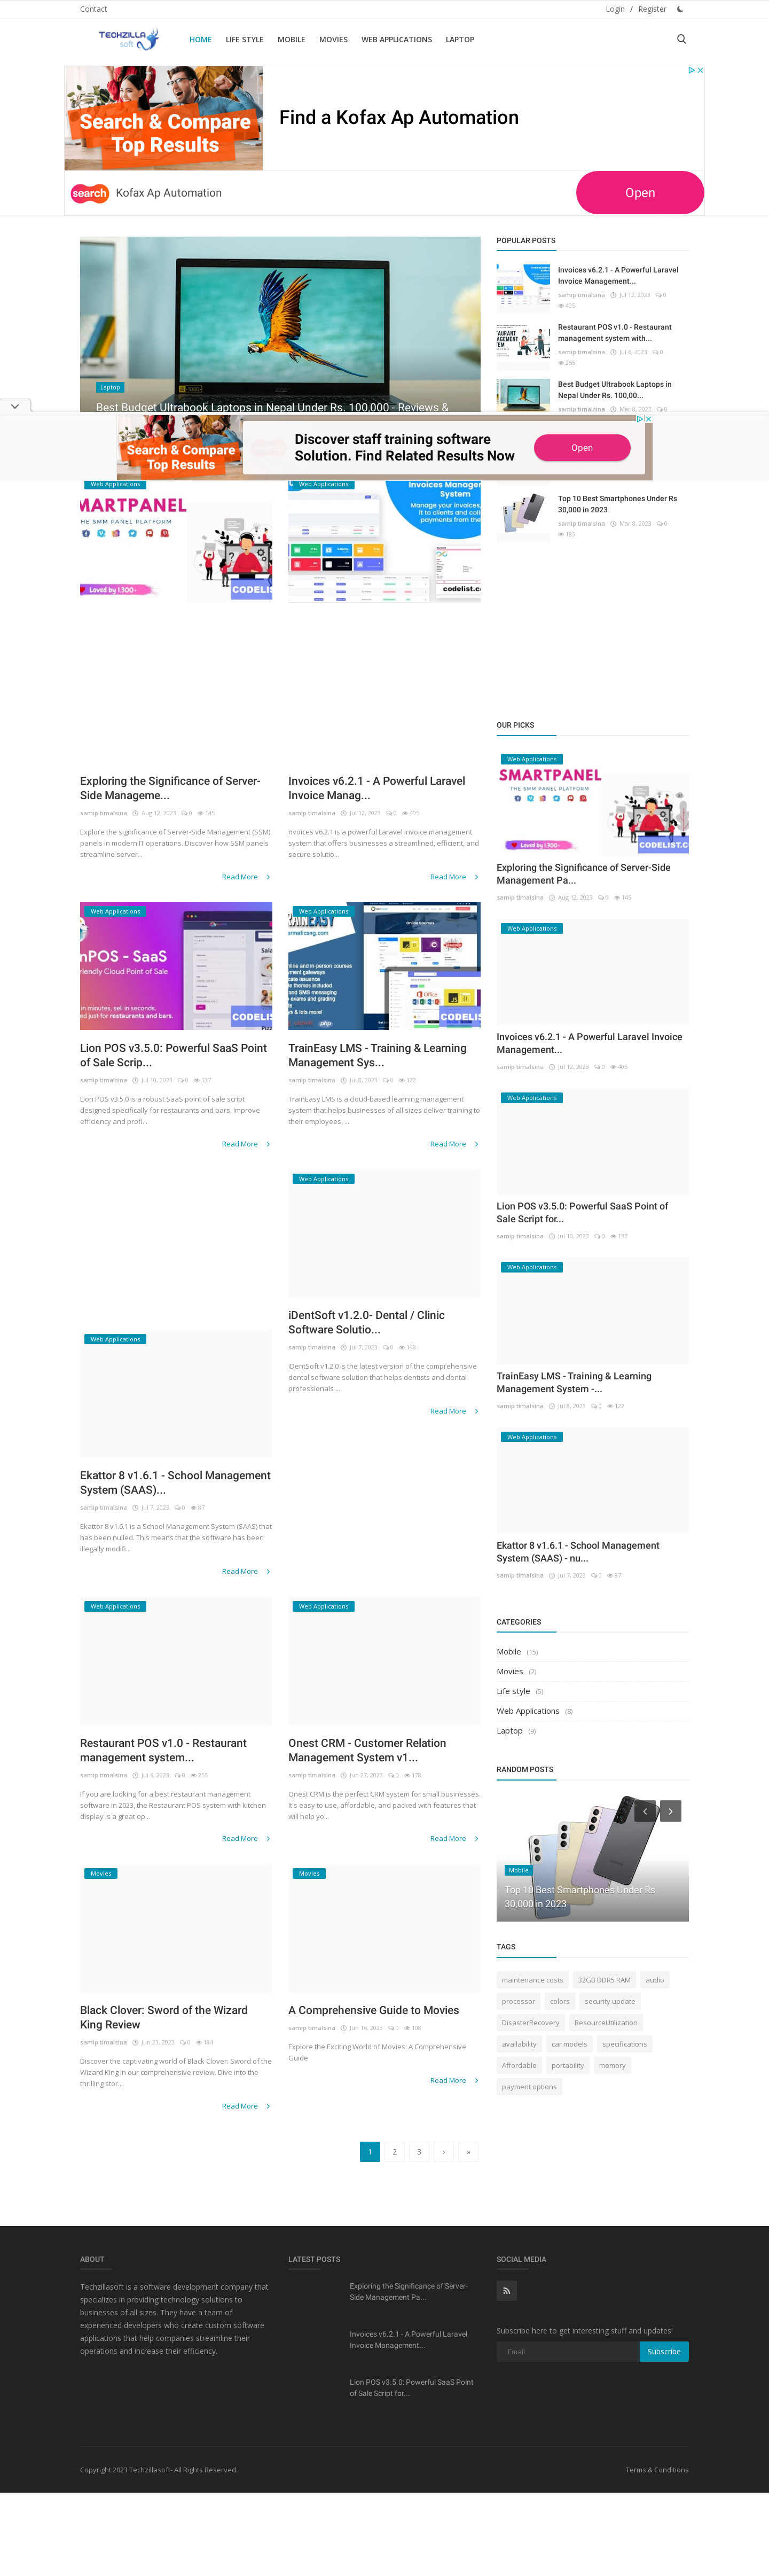 Contact
Login / Register
TECHZILLA
soft
HOME LIFE STYLE MOBILE MOVIES WEB APPLICATIONS LAPTOP
Search & Compare
Top Results
Find a Kofax Ap Automation
search Kofax Ap Automation
Open
Laptop
Best Budget Ultrabook Laptops in Nepal Under Rs. 100,000 - Reviews &
POPULAR POSTS
Invoices v6.2.1 - A Powerful Laravel
Invoice Management...
samip timalsina Jul 12, 2023 0
405
Restaurant POS v1.0 - Restaurant
management system with...
samip timalsina Jul 6, 2023 0
255
Best Budget Ultrabook Laptops in
Nepal Under Rs. 100,00...
samip timalsina Mar 8, 2023 0
Search & Compare
Top Results
Discover staff training software
Solution. Find Related Results Now
Open
Top 10 Best Smartphones Under Rs
30,000 in 2023
samip timalsina Mar 8, 2023 0
183
Web Applications
SMARTPANEL
THE SMM PANEL PLATFORM
Loved by 1,300+
CODELIST
Web Applications
Invoices Management
System
Manage your invoices,
it to clients and colle
payments from the
codelist.c
Exploring the Significance of Server-
Side Manageme...
samip timalsina Aug 12, 2023 0 145
Explore the significance of Server-Side Management (SSM)
panels in modern IT operations. Discover how SSM panels
streamline server...
Read More
Invoices v6.2.1 - A Powerful Laravel
Invoice Manag...
samip timalsina Jul 12, 2023 0 405
nvoices v6.2.1 is a powerful Laravel invoice management
system that offers businesses a streamlined, efficient, and
secure solutio...
Read More
Web Applications
nPOS - SaaS
riendly Cloud Point of Sale
in minutes, sell in seconds.
ed just for restaurants and bars.
CODELIS
Lion POS v3.5.0: Powerful SaaS Point
of Sale Scrip...
samip timalsina Jul 10, 2023 0 137
Lion POS v3.5.0 is a robust SaaS point of sale script
designed specifically for restaurants and bars. Improve
efficiency and profi...
Read More
Web Applications
RAIN EASY
CODELIS
TrainEasy LMS - Training & Learning
Management Sys...
samip timalsina Jul 8, 2023 0 122
TrainEasy LMS is a cloud-based learning management
system that helps businesses of all sizes deliver training to
their employees, ...
Read More
Web Applications
iDentSoft v1.2.0- Dental / Clinic
Software Solutio...
samip timalsina Jul 7, 2023 0 148
iDentSoft v1.2.0 is the latest version of the comprehensive
dental software solution that helps dentists and dental
professionals ...
Read More
Web Applications
Ekattor 8 v1.6.1 - School Management
System (SAAS)...
samip timalsina Jul 7, 2023 0 87
Ekattor 8 v1.6.1 is a School Management System (SAAS) that
has been nulled. This means that the software has been
illegally modifi...
Read More
Web Applications
Restaurant POS v1.0 - Restaurant
management system...
samip timalsina Jul 6, 2023 0 255
If you are looking for a best restaurant management
software in 2023, the Restaurant POS system with kitchen
display is a great op...
Read More
Web Applications
Onest CRM - Customer Relation
Management System v1...
samip timalsina Jun 27, 2023 0 178
Onest CRM is the perfect CRM system for small businesses.
It's easy to use, affordable, and packed with features that
will help yo...
Read More
Movies
Black Clover: Sword of the Wizard
King Review
samip timalsina Jun 23, 2023 0 184
Discover the captivating world of Black Clover: Sword of the
Wizard King in our comprehensive review. Dive into the
thrilling stor...
Read More
Movies
A Comprehensive Guide to Movies
samip timalsina Jun 16, 2023 0 108
Explore the Exciting World of Movies: A Comprehensive
Guide
Read More
1 2 3 › »
OUR PICKS
Web Applications
SMARTPANEL
THE SMM PANEL PLATFORM
Loved by 1,300+
CODELIST.C
Exploring the Significance of Server-Side
Management Pa...
samip timalsina Aug 12, 2023 0 145
Web Applications
Invoices v6.2.1 - A Powerful Laravel Invoice
Management...
samip timalsina Jul 12, 2023 0 405
Web Applications
Lion POS v3.5.0: Powerful SaaS Point of
Sale Script for...
samip timalsina Jul 10, 2023 0 137
Web Applications
TrainEasy LMS - Training & Learning
Management System -...
samip timalsina Jul 8, 2023 0 122
Web Applications
Ekattor 8 v1.6.1 - School Management
System (SAAS) - nu...
samip timalsina Jul 7, 2023 0 87
CATEGORIES
Mobile (15)
Movies (2)
Life style (5)
Web Applications (8)
Laptop (9)
RANDOM POSTS
Mobile
Top 10 Best Smartphones Under Rs
30,000 in 2023
TAGS
maintenance costs 32GB DDR5 RAM audio
processor colors security update
DisasterRecovery ResourceUtilization
availability car models specifications
Affordable portability memory
payment options
ABOUT
Techzillasoft is a software development company that
specializes in providing technology solutions to
businesses of all sizes. They have a team of
experienced developers who create custom software
applications that help companies streamline their
operations and increase their efficiency.
LATEST POSTS
Exploring the Significance of Server-
Side Management Pa...
Invoices v6.2.1 - A Powerful Laravel
Invoice Management...
Lion POS v3.5.0: Powerful SaaS Point
of Sale Script for...
SOCIAL MEDIA
Subscribe here to get interesting stuff and updates!
Email
Subscribe
Copyright 2023 Techzillasoft- All Rights Reserved.
Terms & Conditions